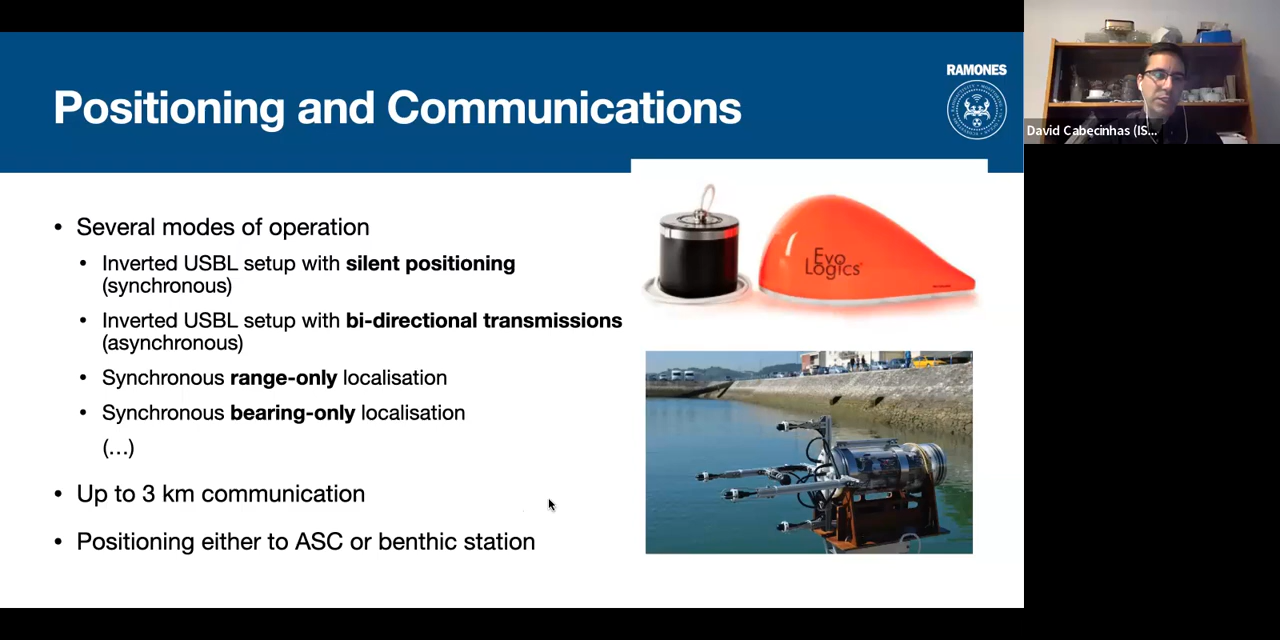 Positioning and Communications
RAMONES
• Several modes of operation
• Inverted USBL setup with silent positioning
(synchronous)
• Inverted USBL setup with bi-directional transmissions
(asynchronous)
• Synchronous range-only localisation
• Synchronous bearing-only localisation
(...)
• Up to 3 km communication
• Positioning either to ASC or benthic station
Evo
Logics
David Cabecinhas (IS...